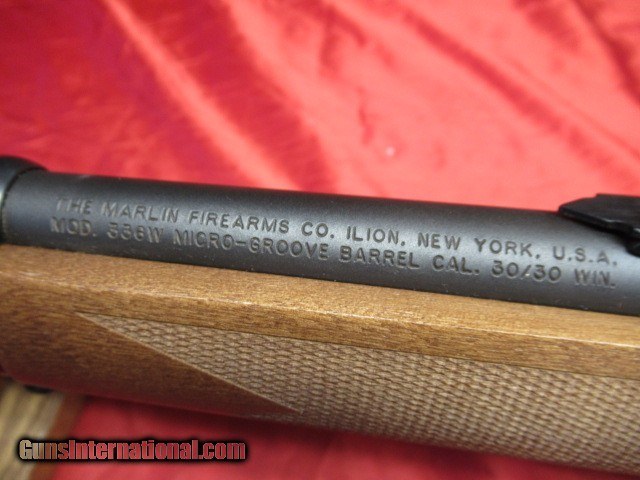 THE MARLIN FIREARMS CO. ILION, NEW YORK, U.S.A.
MOD. 336W MICRO-GROOVE BARREL CAL. 30/30 WIN.
GunsInternational.com